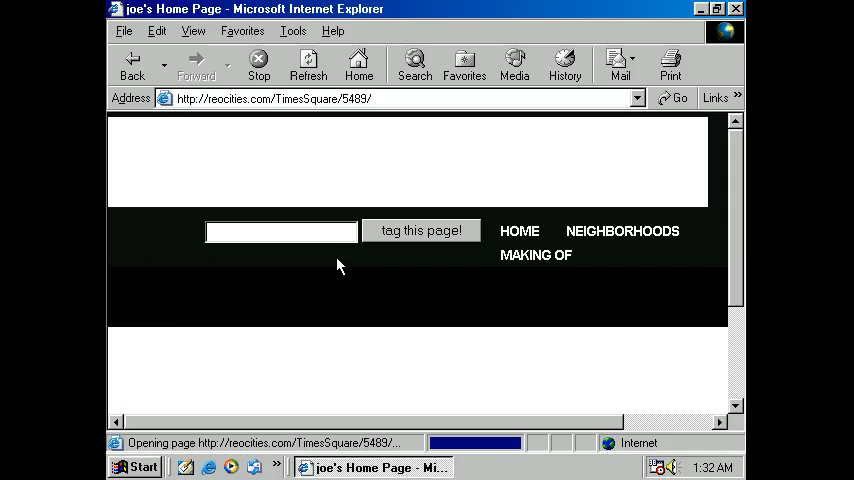 joe's Home Page - Microsoft Internet Explorer
File Edit View Favorites Tools Help
Back Forward Stop Refresh Home Search Favorites Media History Mail Print
Address http://reocities.com/TimesSquare/5489/ Go Links »
tag this page! HOME NEIGHBORHOODS
MAKING OF
Opening page http://reocities.com/TimesSquare/5489/... Internet
Start » joe's Home Page - Mi... 1:32 AM